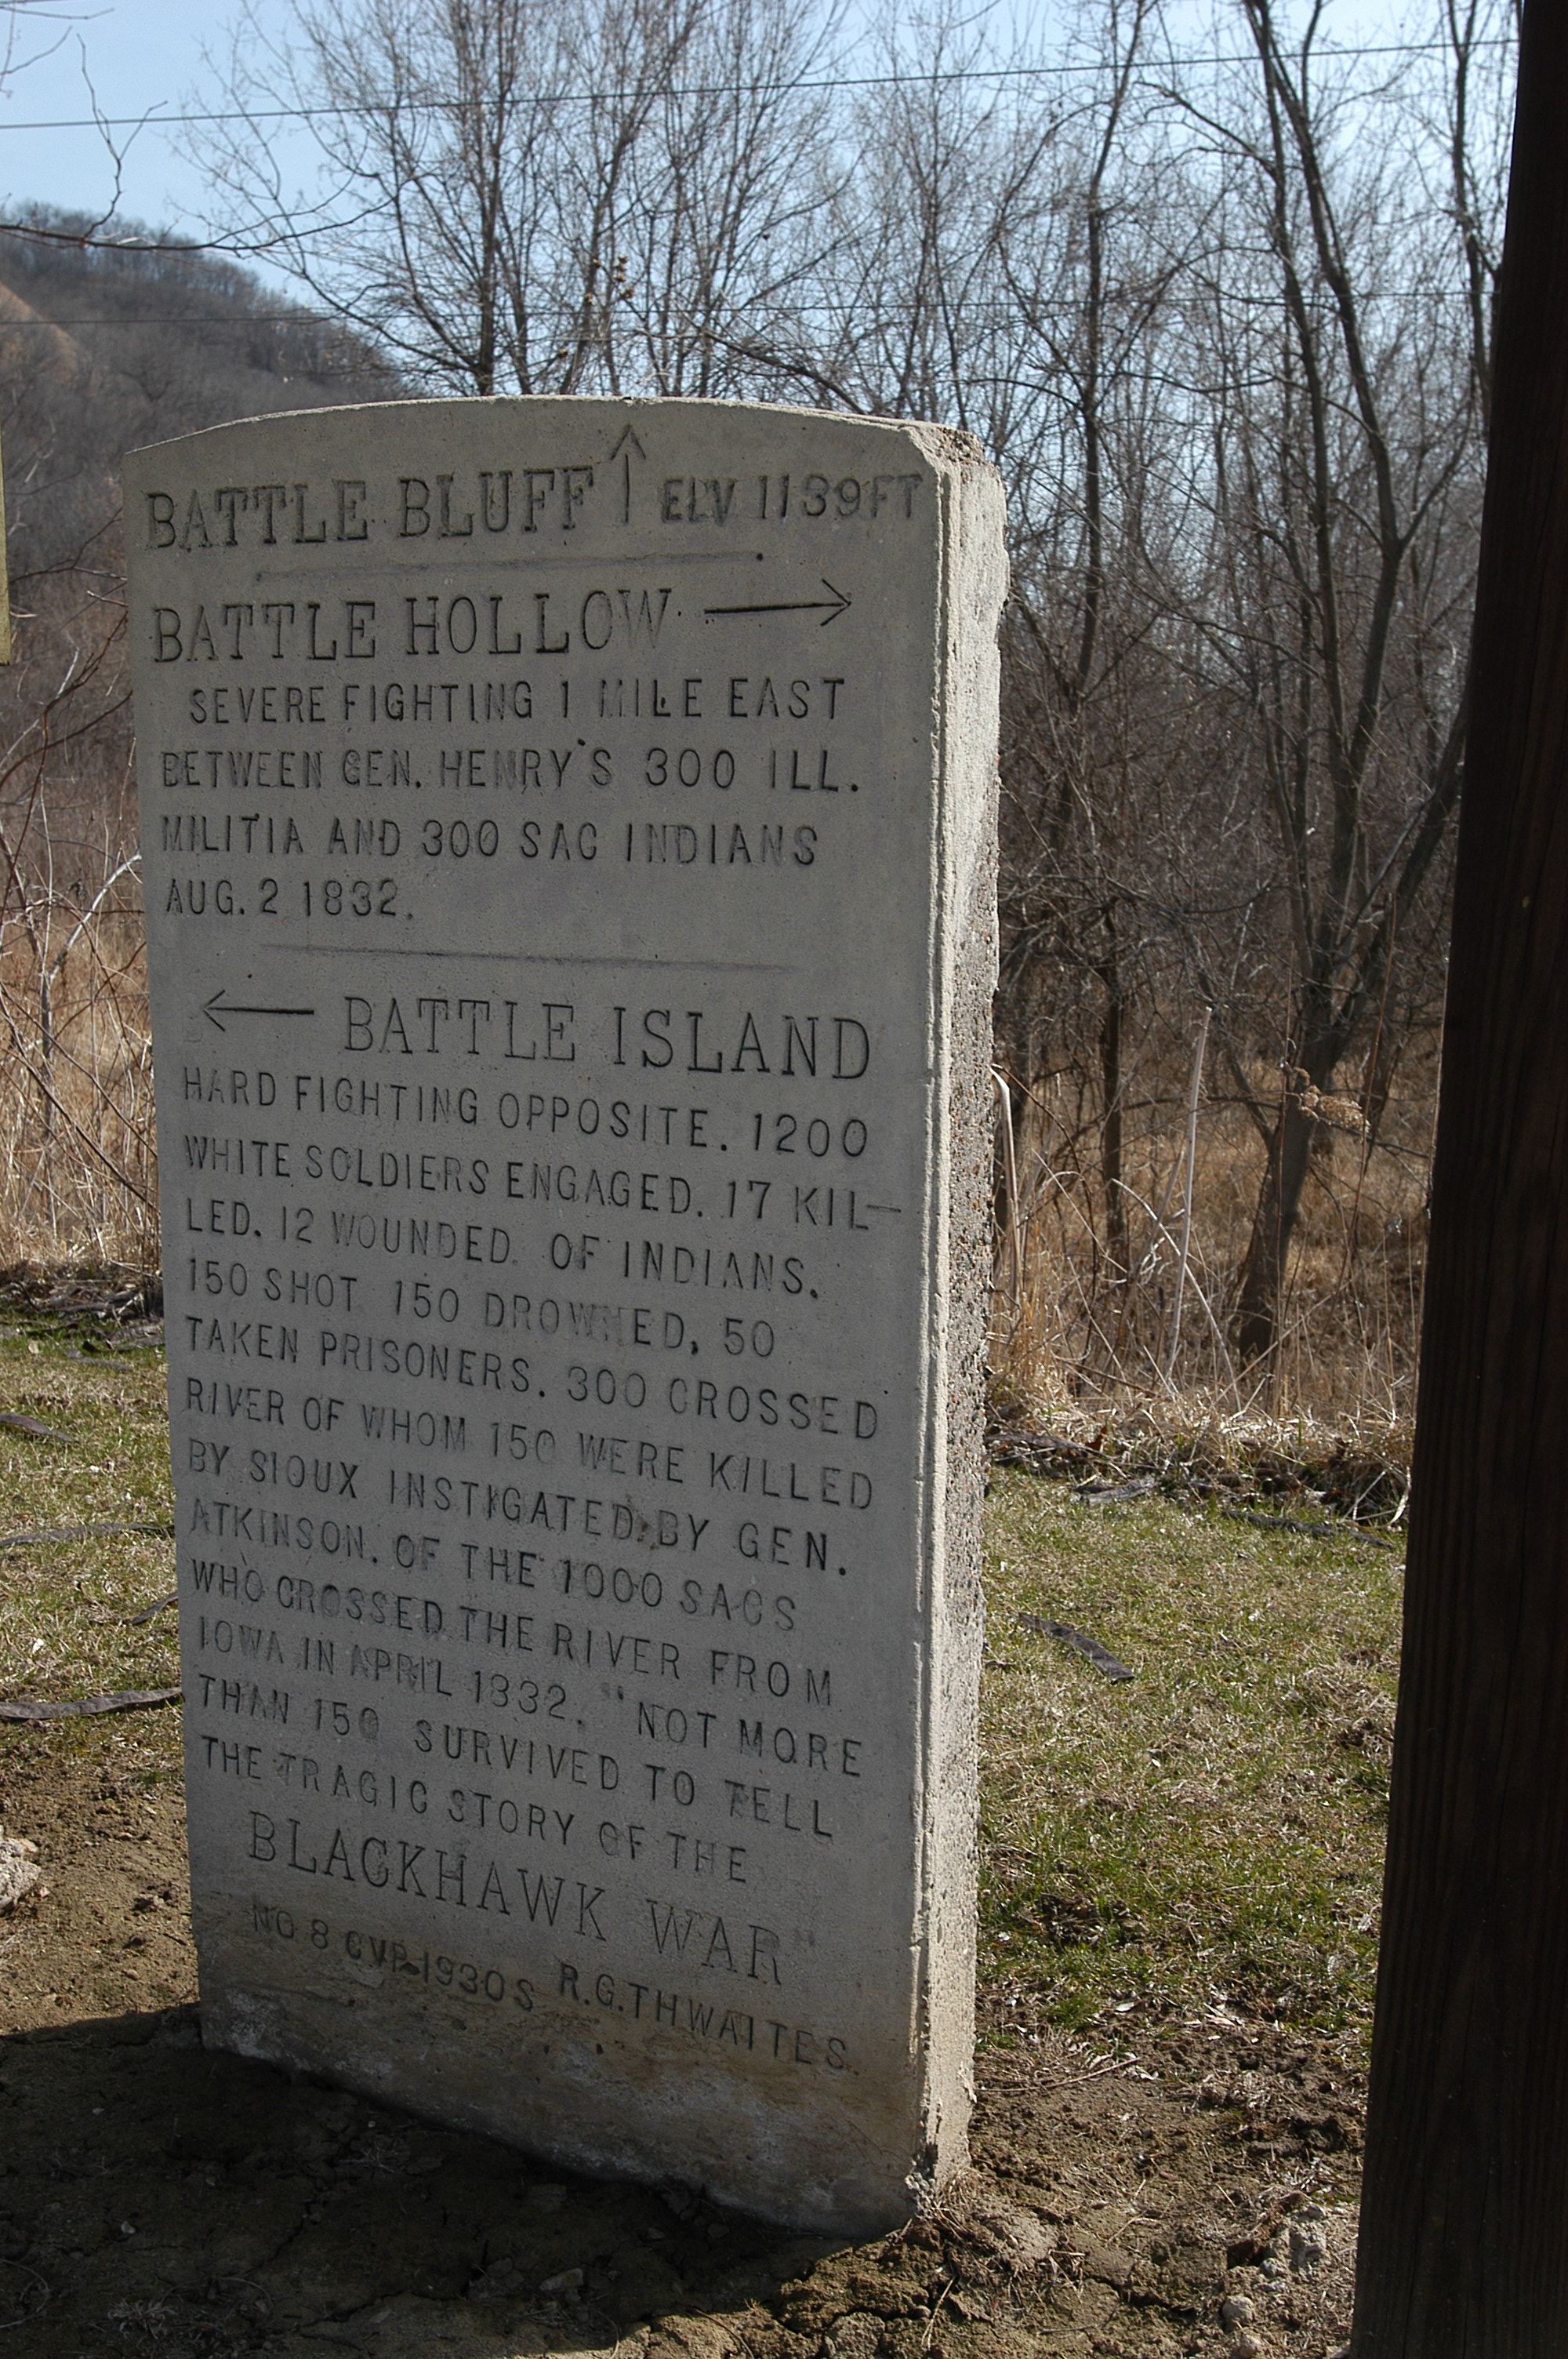 BATTLE BLUFF ↑ ELV 1139FT
BATTLE HOLLOW →
SEVERE FIGHTING 1 MILE EAST
BETWEEN GEN. HENRY'S 300 ILL.
MILITIA AND 300 SAC INDIANS
AUG. 2 1832.
← BATTLE ISLAND
HARD FIGHTING OPPOSITE. 1200
WHITE SOLDIERS ENGAGED. 17 KIL-
LED. 12 WOUNDED. OF INDIANS.
150 SHOT 150 DROWNED, 50
TAKEN PRISONERS. 300 CROSSED
RIVER OF WHOM 150 WERE KILLED
BY SIOUX INSTIGATED BY GEN.
ATKINSON. OF THE 1000 SACS
WHO CROSSED THE RIVER FROM
IOWA IN APRIL 1832. "NOT MORE
THAN 150 SURVIVED TO TELL
THE TRAGIC STORY OF THE
BLACKHAWK WAR"
NO 8 CVP-1930S R.G. THWAITES.